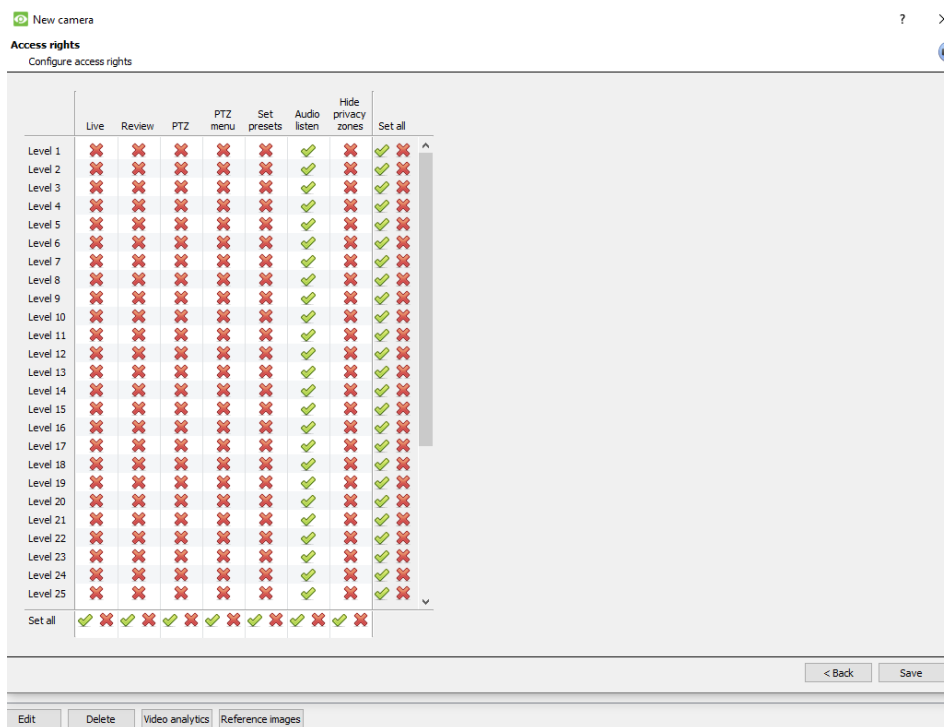 New camera
?
Access rights
Configure access rights
Live Review PTZ PTZ menu Set presets Audio listen Hide privacy zones Set all
Level 1
Level 2
Level 3
Level 4
Level 5
Level 6
Level 7
Level 8
Level 9
Level 10
Level 11
Level 12
Level 13
Level 14
Level 15
Level 16
Level 17
Level 18
Level 19
Level 20
Level 21
Level 22
Level 23
Level 24
Level 25
Set all
< Back Save
Edit Delete Video analytics Reference images